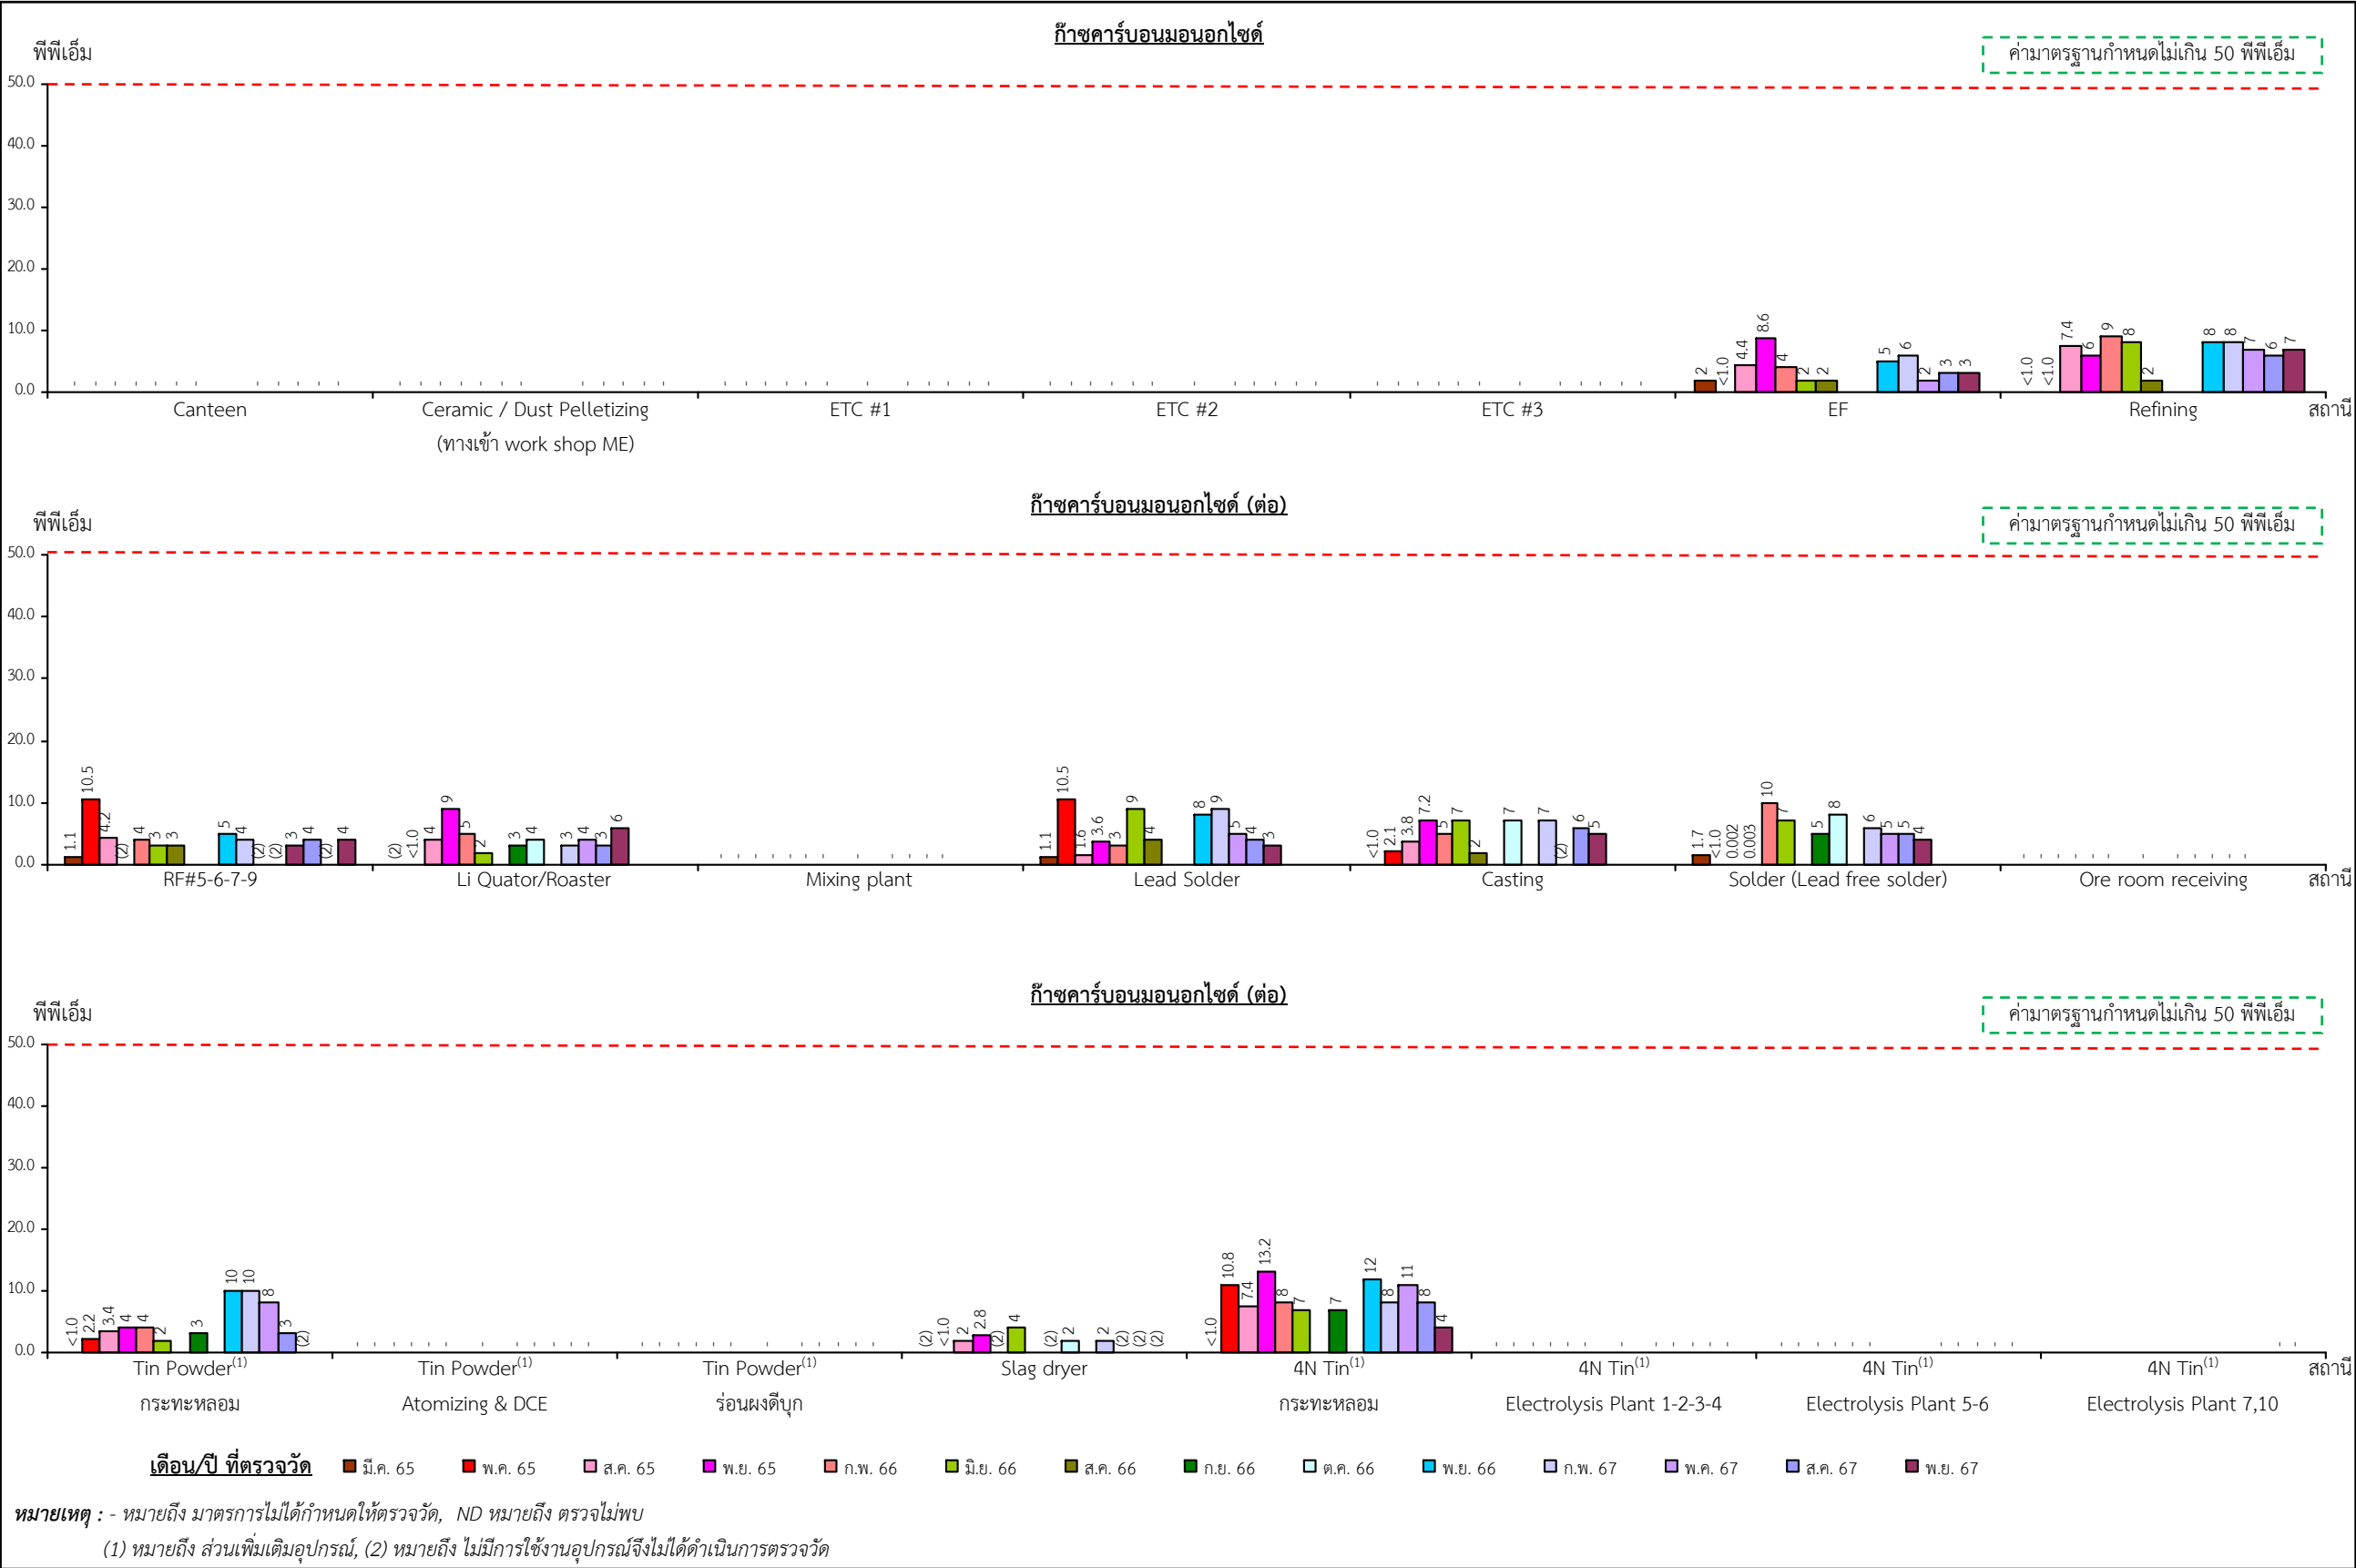 ก๊าซคาร์บอนมอนอกไซด์
พีพีเอ็ม
ค่ามาตรฐานกำหนดไม่เกิน 50 พีพีเอ็ม
50.0
40.0
30.0
20.0
10.0
0.0
2 <1.0 4.4 8.6 4 2 2 5 6 2 3 3
<1.0 <1.0 7.4 6 9 8 2 8 8 7 6 7
Canteen Ceramic / Dust Pelletizing ETC #1 ETC #2 ETC #3 EF Refining สถานี
(ทางเข้า work shop ME)
ก๊าซคาร์บอนมอนอกไซด์ (ต่อ)
พีพีเอ็ม
ค่ามาตรฐานกำหนดไม่เกิน 50 พีพีเอ็ม
50.0
40.0
30.0
20.0
10.0
0.0
1.1 10.5 4.2 (2) 4 3 3 5 4 (2) (2) 3 4 (2) 4
(2) <1.0 4 9 5 2 3 4 3 4 3 6
1.1 10.5 1.6 3.6 3 9 4 8 9 5 4 3
<1.0 2.1 3.8 7.2 5 7 2 7 7 (2) 6 5
1.7 <1.0 0.002 0.003 10 7 5 8 6 5 5 4
RF#5-6-7-9 Li Quator/Roaster Mixing plant Lead Solder Casting Solder (Lead free solder) Ore room receiving สถานี
ก๊าซคาร์บอนมอนอกไซด์ (ต่อ)
พีพีเอ็ม
ค่ามาตรฐานกำหนดไม่เกิน 50 พีพีเอ็ม
50.0
40.0
30.0
20.0
10.0
0.0
<1.0 2.2 3.4 4 4 2 3 10 10 8 3 (2)
(2) <1.0 2 2.8 (2) 4 (2) 2 2 (2) (2) (2)
<1.0 10.8 7.4 13.2 8 7 7 12 8 11 8 4
Tin Powder(1) Tin Powder(1) Tin Powder(1) Slag dryer 4N Tin(1) 4N Tin(1) 4N Tin(1) 4N Tin(1) สถานี
กระทะหลอม Atomizing & DCE ร่อนผงดีบุก กระทะหลอม Electrolysis Plant 1-2-3-4 Electrolysis Plant 5-6 Electrolysis Plant 7,10
เดือน/ปี ที่ตรวจวัด มี.ค. 65 พ.ค. 65 ส.ค. 65 พ.ย. 65 ก.พ. 66 มิ.ย. 66 ส.ค. 66 ก.ย. 66 ต.ค. 66 พ.ย. 66 ก.พ. 67 พ.ค. 67 ส.ค. 67 พ.ย. 67
หมายเหตุ : - หมายถึง มาตรการไม่ได้กำหนดให้ตรวจวัด, ND หมายถึง ตรวจไม่พบ
(1) หมายถึง ส่วนเพิ่มเติมอุปกรณ์, (2) หมายถึง ไม่มีการใช้งานอุปกรณ์จึงไม่ได้ดำเนินการตรวจวัด